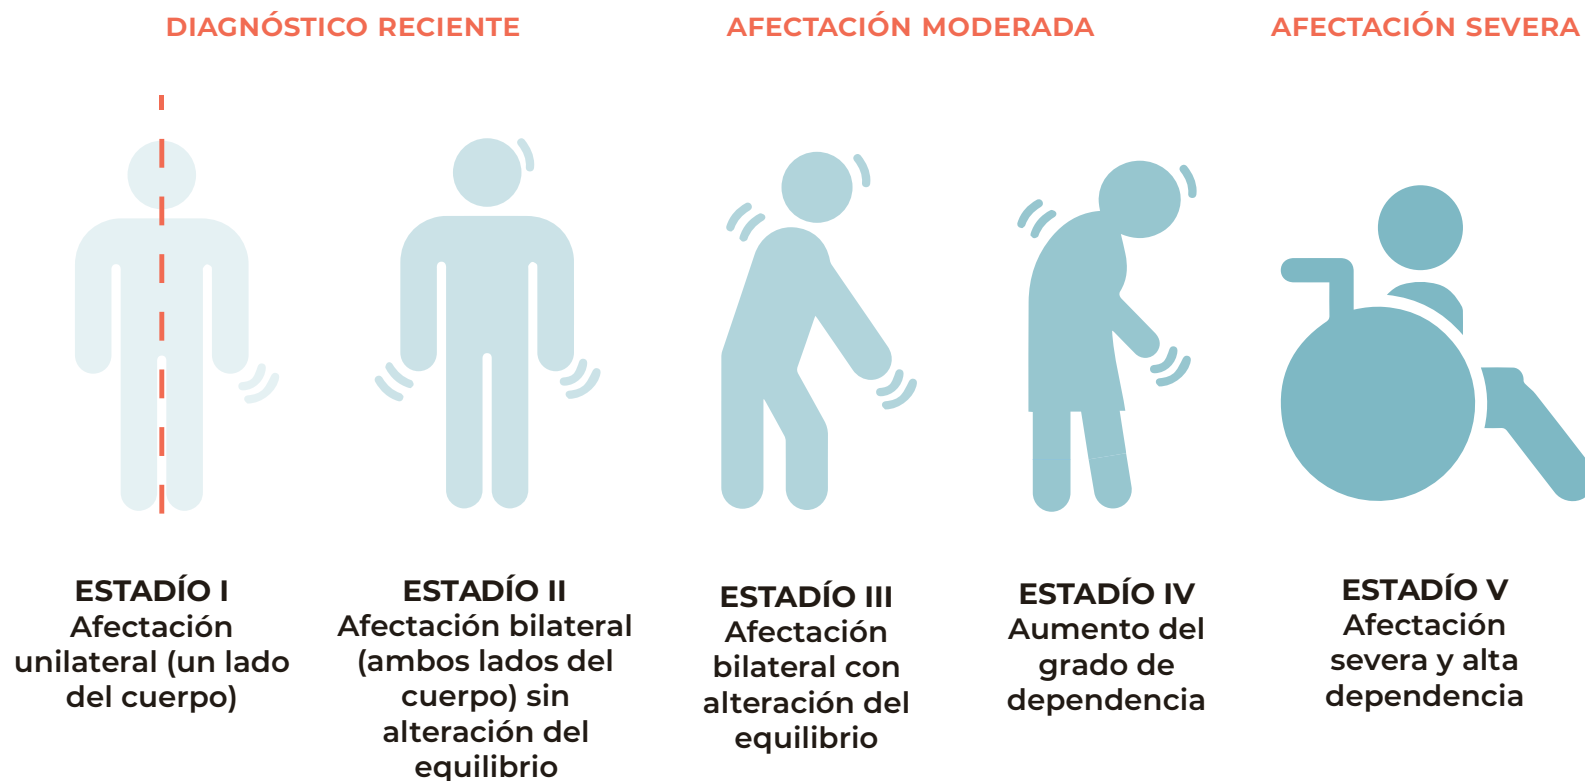 DIAGNÓSTICO RECIENTE
AFECTACIÓN MODERADA
AFECTACIÓN SEVERA
ESTADÍO I
Afectación
unilateral (un lado
del cuerpo)
ESTADÍO II
Afectación bilateral
(ambos lados del
cuerpo) sin
alteración del
equilibrio
ESTADÍO III
Afectación
bilateral con
alteración del
equilibrio
ESTADÍO IV
Aumento del
grado de
dependencia
ESTADÍO V
Afectación
severa y alta
dependencia